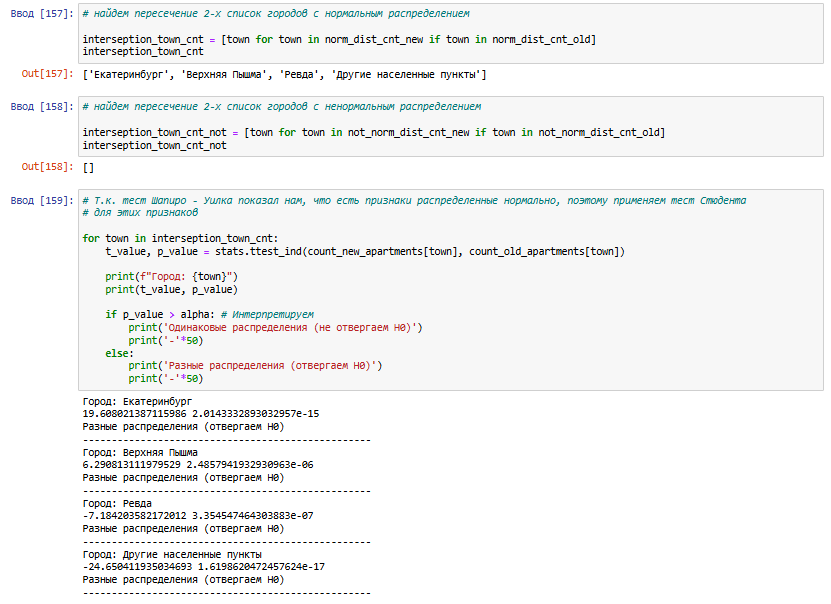 Ввод [157]: # найдем пересечение 2-х список городов с нормальным распределением
interseption_town_cnt = [town for town in norm_dist_cnt_new if town in norm_dist_cnt_old]
interseption_town_cnt
Out[157]: ['Екатеринбург', 'Верхняя Пышма', 'Ревда', 'Другие населенные пункты']
Ввод [158]: # найдем пересечение 2-х список городов с ненормальным распределением
interseption_town_cnt_not = [town for town in not_norm_dist_cnt_new if town in not_norm_dist_cnt_old]
interseption_town_cnt_not
Out[158]: []
Ввод [159]: # Т.к. тест Шапиро - Уилка показал нам, что есть признаки распределенные нормально, поэтому применяем тест Стюдента
# для этих признаков
for town in interseption_town_cnt:
    t_value, p_value = stats.ttest_ind(count_new_apartments[town], count_old_apartments[town])
    print(f"Город: {town}")
    print(t_value, p_value)
    if p_value > alpha: # Интерпретируем
        print('Одинаковые распределения (не отвергаем H0)')
        print('-'*50)
    else:
        print('Разные распределения (отвергаем H0)')
        print('-'*50)
Город: Екатеринбург
19.608021387115986 2.0143332893032957e-15
Разные распределения (отвергаем H0)
--------------------------------------------------
Город: Верхняя Пышма
6.290813111979529 2.4857941932930963e-06
Разные распределения (отвергаем H0)
--------------------------------------------------
Город: Ревда
-7.184203582172012 3.354547464303883e-07
Разные распределения (отвергаем H0)
--------------------------------------------------
Город: Другие населенные пункты
-24.650411935034693 1.6198620472457624e-17
Разные распределения (отвергаем H0)
--------------------------------------------------